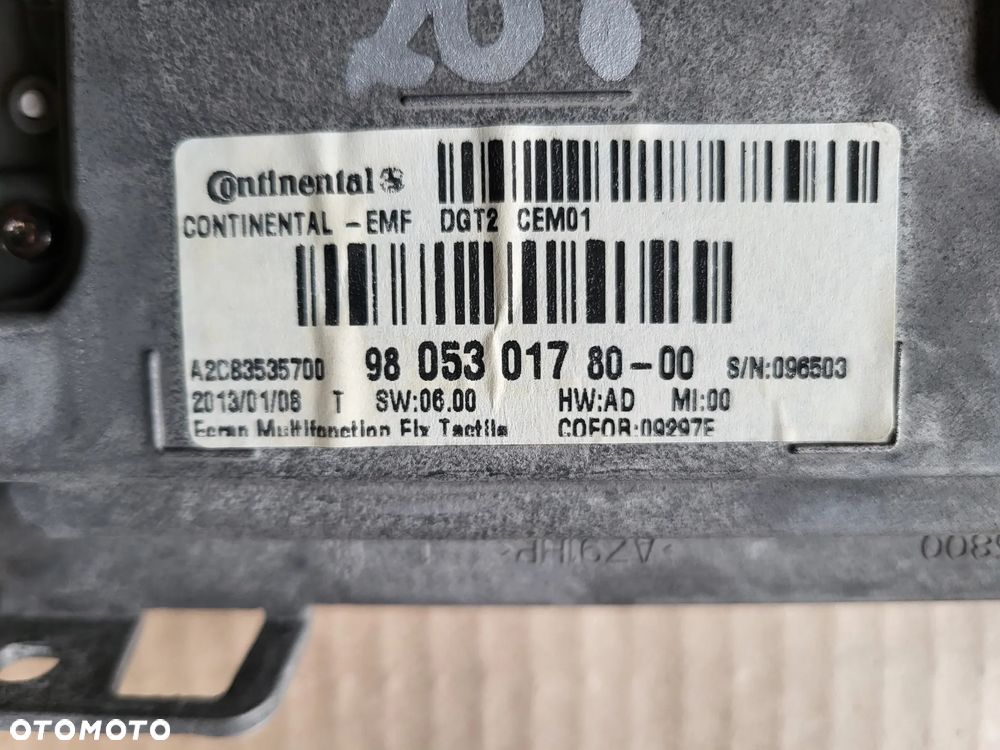 Continental
CONTINENTAL -EMF DGT2 CEM01
A2C83535700 98 053 017 80-00 S/N:096503
2013/01/08 T SW:06.00 HW:AD MI:00
Ecran Multifonction Fix Tactile COFOR:09297E
OTOMOTO